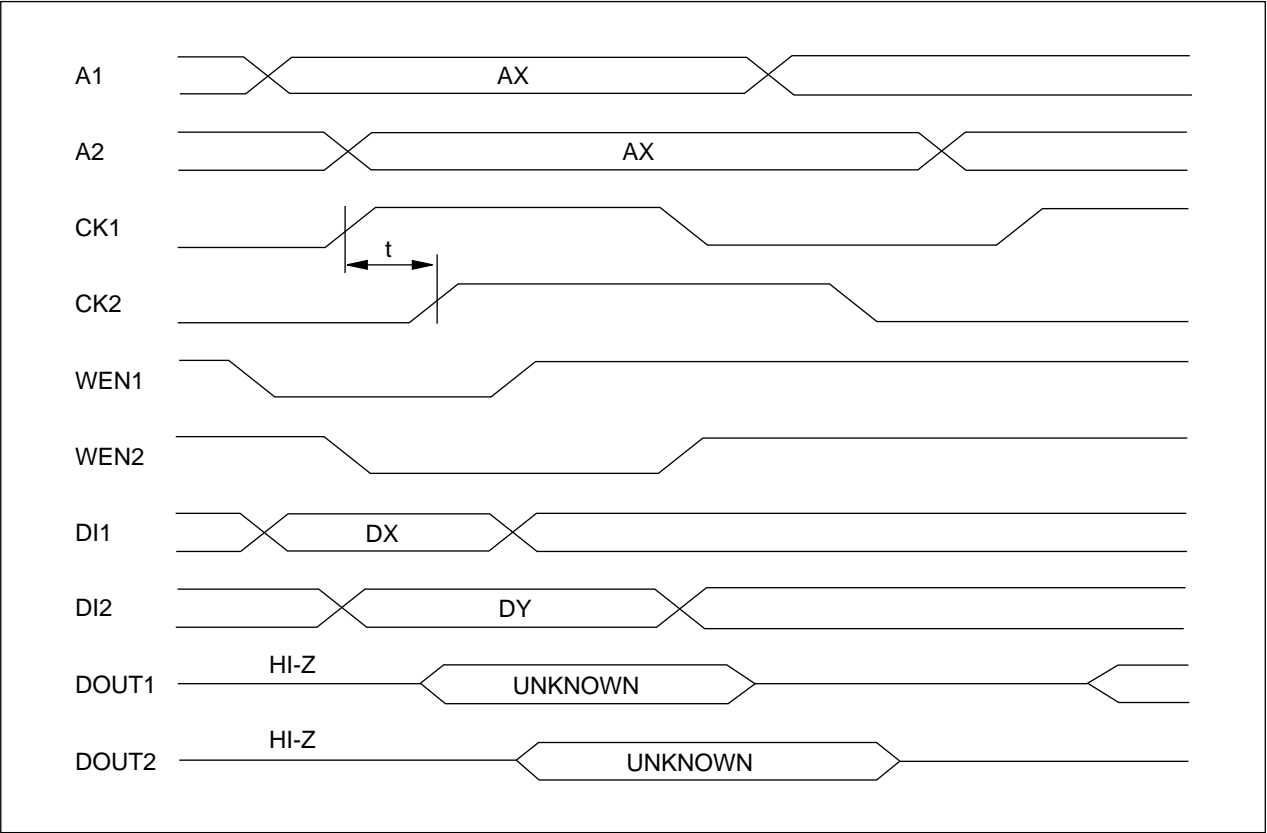 A1 AX
A2 AX
CK1
t
CK2
WEN1
WEN2
DI1 DX
DI2 DY
HI-Z
DOUT1 UNKNOWN
HI-Z
DOUT2 UNKNOWN